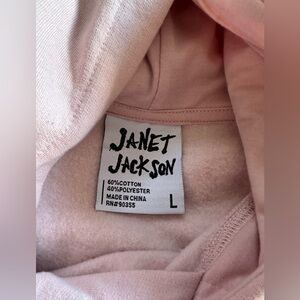 JANET
JACKSON
60%COTTON
40%POLYESTER
MADE IN CHINA
RN#90355
L